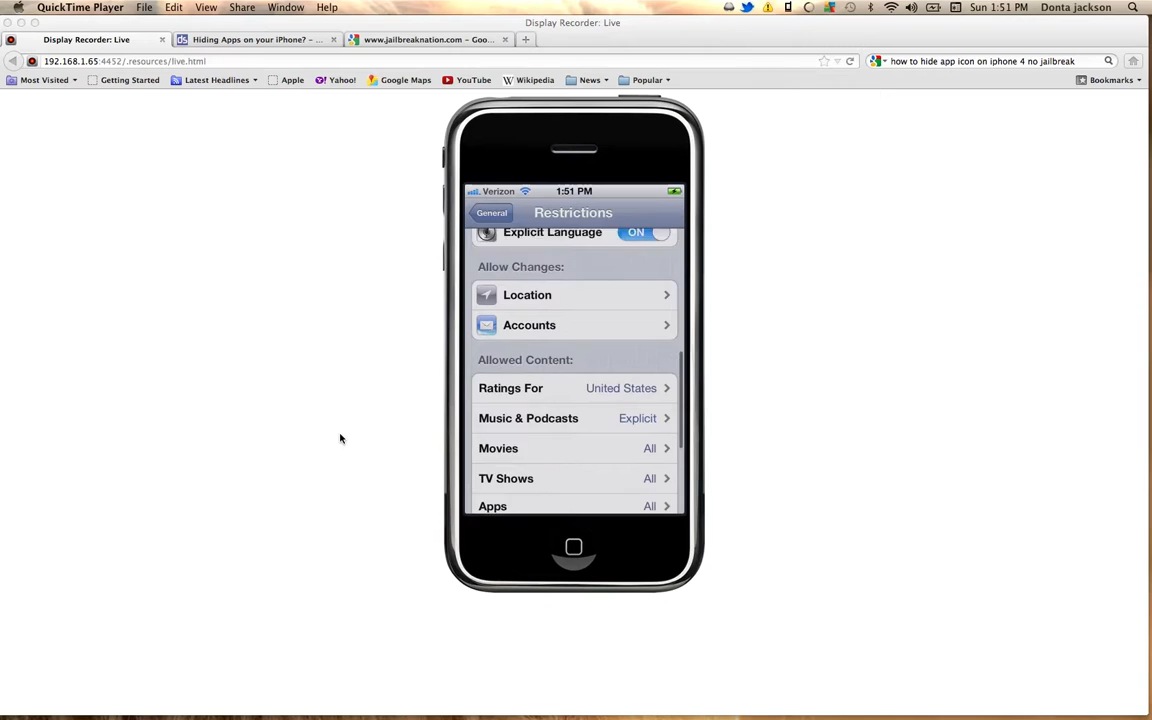 QuickTime Player File Edit View Share Window Help Sun 1:51 PM Donta jackson
Display Recorder: Live
Display Recorder: Live Hiding Apps on your iPhone? - ... www.jailbreaknation.com - Goo...
192.168.1.65:4452/.resources/live.html how to hide app icon on iphone 4 no jailbreak
Most Visited Getting Started Latest Headlines Apple Yahoo! Google Maps YouTube Wikipedia News Popular Bookmarks
Verizon 1:51 PM
General Restrictions
Explicit Language ON
Allow Changes:
Location
Accounts
Allowed Content:
Ratings For United States
Music & Podcasts Explicit
Movies All
TV Shows All
Apps All